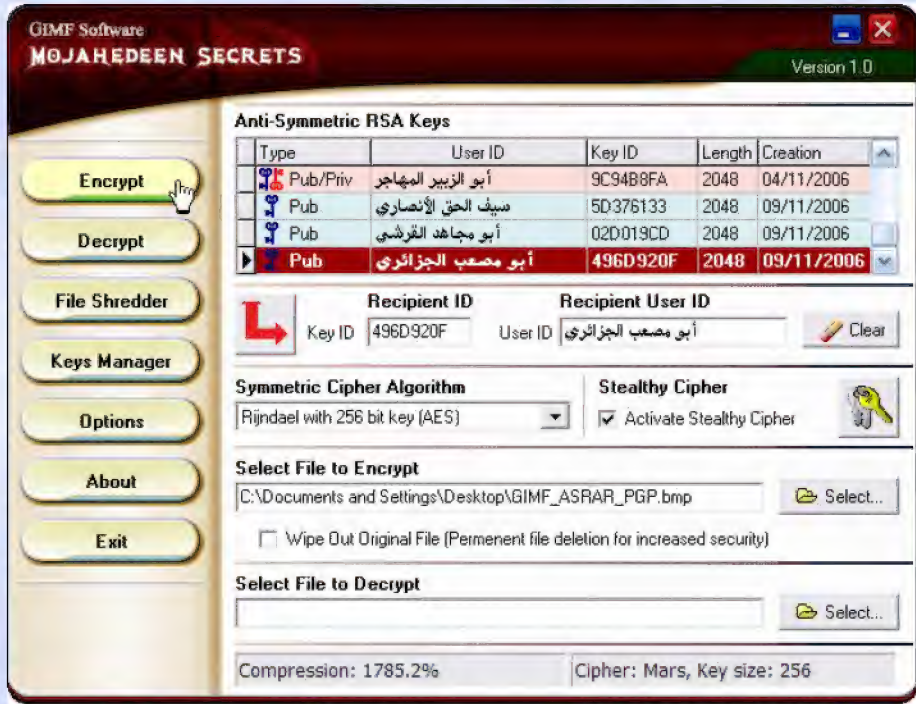 GIMF Software
MOJAHEDEEN SECRETS
Version 1.0
Encrypt
Decrypt
File Shredder
Keys Manager
Options
About
Exit
Anti-Symmetric RSA Keys
Type User ID Key ID Length Creation
Pub/Priv أبو الزبير المهاجر 9C94B8FA 2048 04/11/2006
Pub سيف الحق الأنصاري 5D376133 2048 09/11/2006
Pub أبو مجاهد القرشي 02D019CD 2048 09/11/2006
Pub أبو مصعب الجزائري 496D920F 2048 09/11/2006
Recipient ID Recipient User ID
Key ID 496D920F User ID أبو مصعب الجزائري Clear
Symmetric Cipher Algorithm Stealthy Cipher
Rijndael with 256 bit key (AES) Activate Stealthy Cipher
Select File to Encrypt
C:\Documents and Settings\Desktop\GIMF_ASRAR_PGP.bmp Select...
Wipe Out Original File (Permenent file deletion for increased security)
Select File to Decrypt
Select...
Compression: 1785.2% Cipher: Mars, Key size: 256